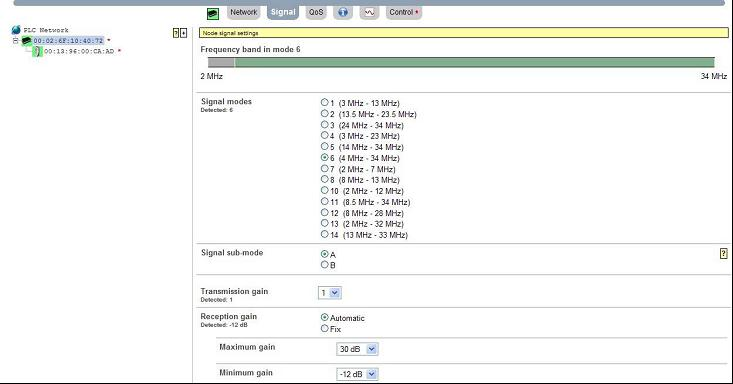 Network Signal QoS Control *
PLC Network
00:02:6F:10:40:72 *
00:13:96:00:CA:AD *
? +
Node signal settings
Frequency band in mode 6
2 MHz 34 MHz
Signal modes
Detected: 6
1 (3 MHz - 13 MHz)
2 (13.5 MHz - 23.5 MHz)
3 (24 MHz - 34 MHz)
4 (3 MHz - 23 MHz)
5 (14 MHz - 34 MHz)
6 (4 MHz - 34 MHz)
7 (2 MHz - 7 MHz)
8 (8 MHz - 13 MHz)
10 (2 MHz - 12 MHz)
11 (8.5 MHz - 34 MHz)
12 (8 MHz - 28 MHz)
13 (2 MHz - 32 MHz)
14 (13 MHz - 33 MHz)
Signal sub-mode
A
B
?
Transmission gain
Detected: 1
1
Reception gain
Detected: -12 dB
Automatic
Fix
Maximum gain
30 dB
Minimum gain
-12 dB